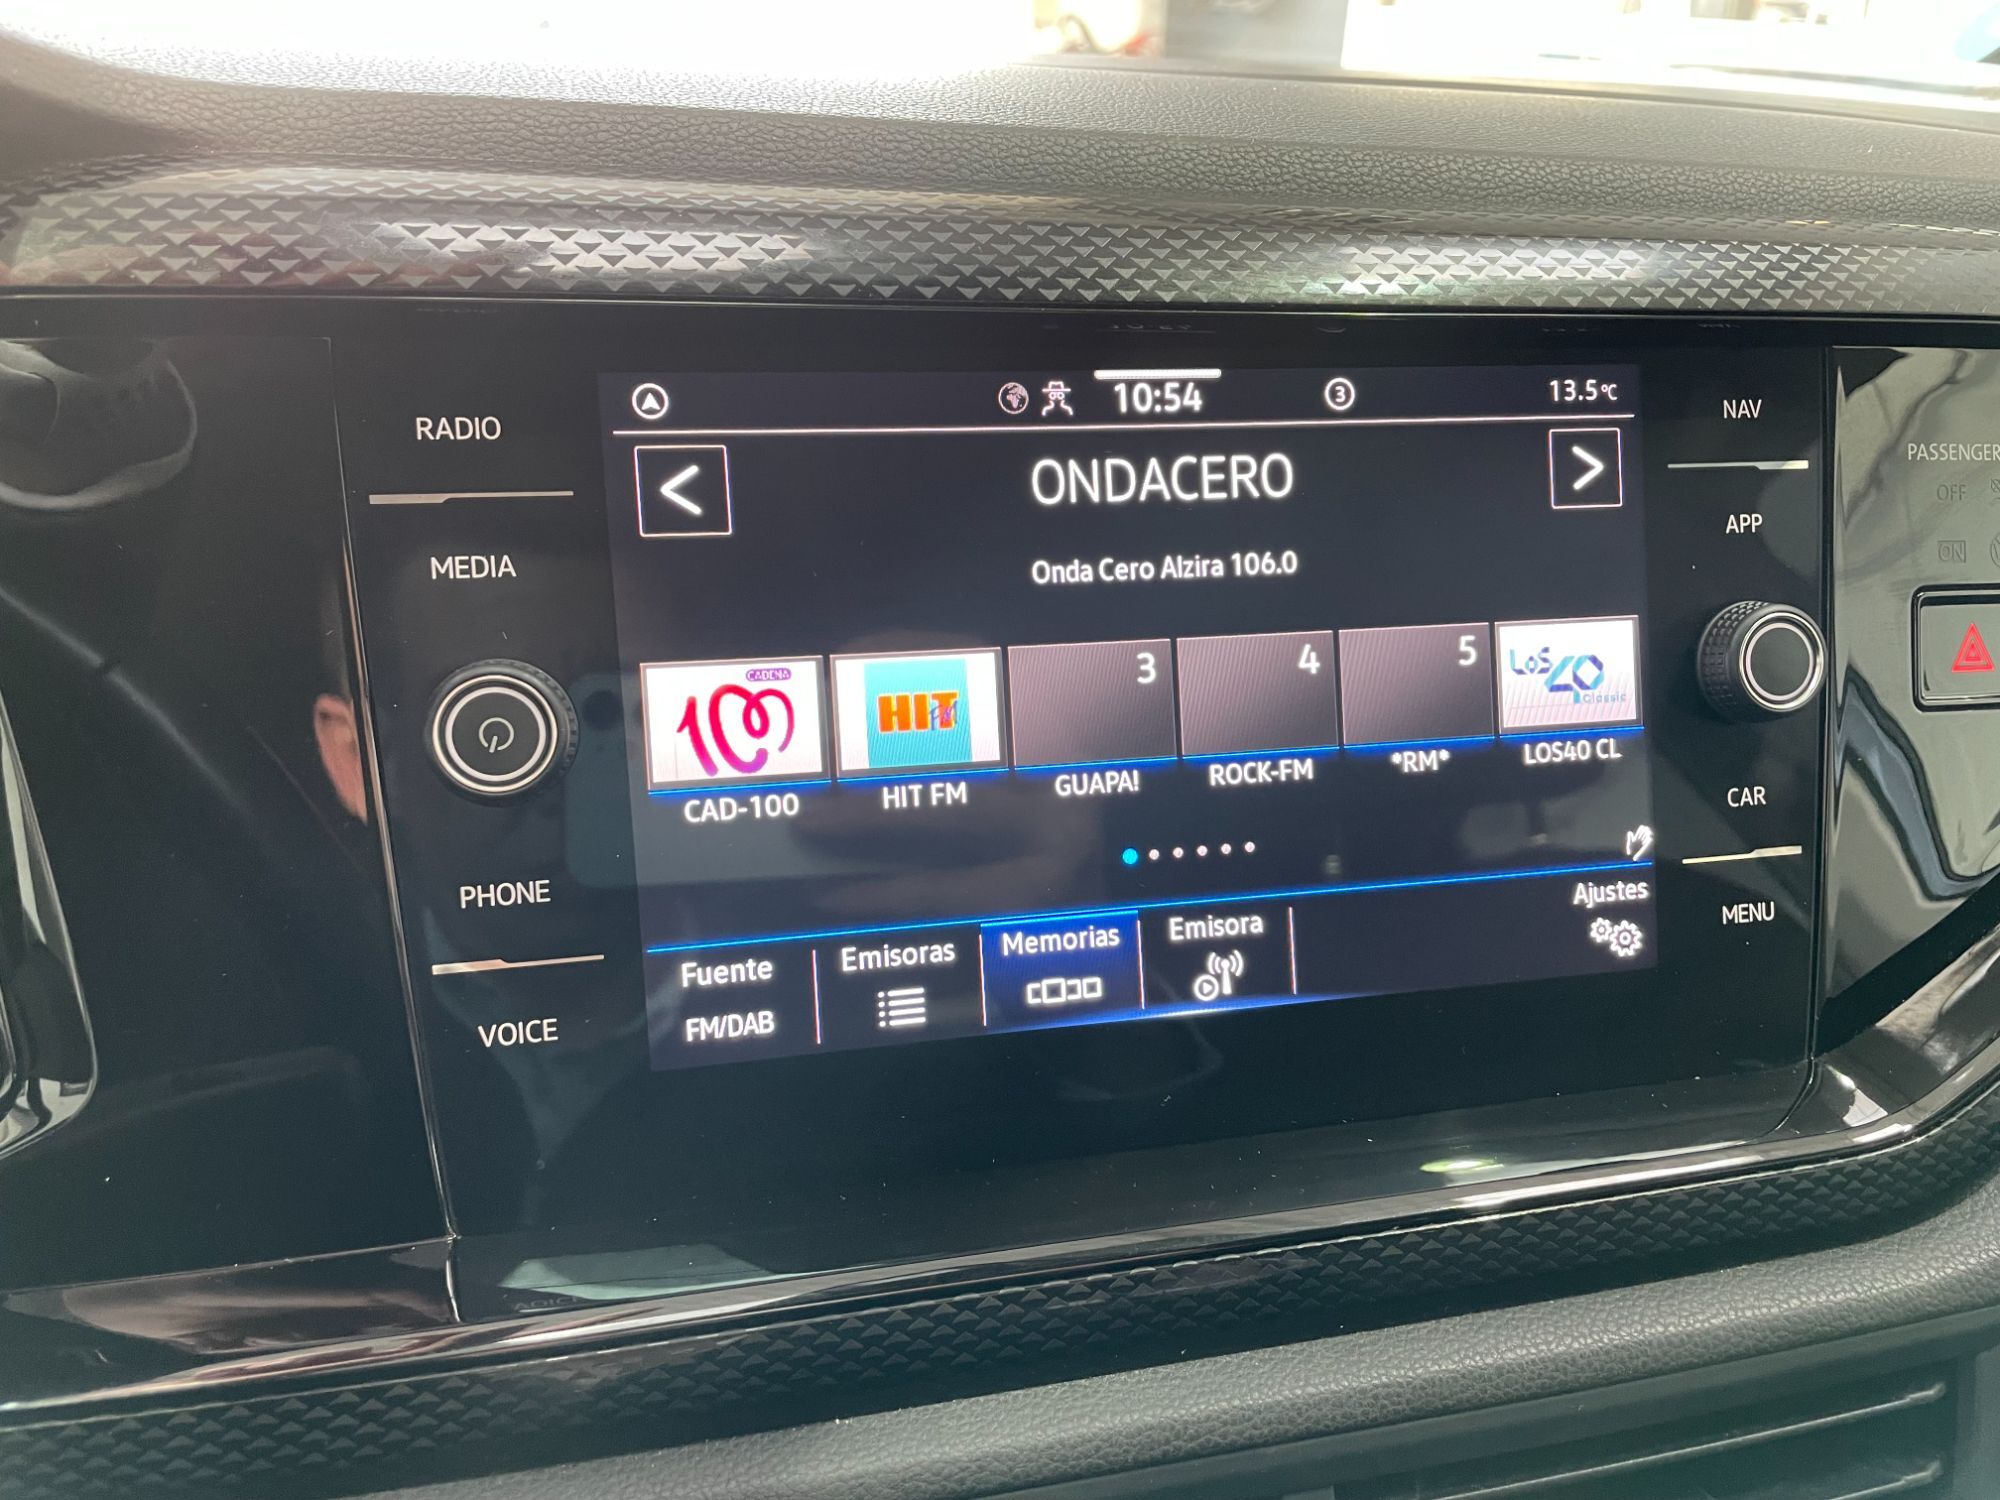 RADIO
MEDIA
PHONE
VOICE
10:54
3
13.5°C
ONDACERO
Onda Cero Alzira 106.0
CADENA
100
HIT FM
3
4
5
LOS 40 Classic
CAD-100
HIT FM
GUAPA!
ROCK-FM
*RM*
LOS40 CL
Fuente
FM/DAB
Emisoras
Memorias
Emisora
Ajustes
NAV
APP
CAR
MENU
PASSENGER
OFF
ON